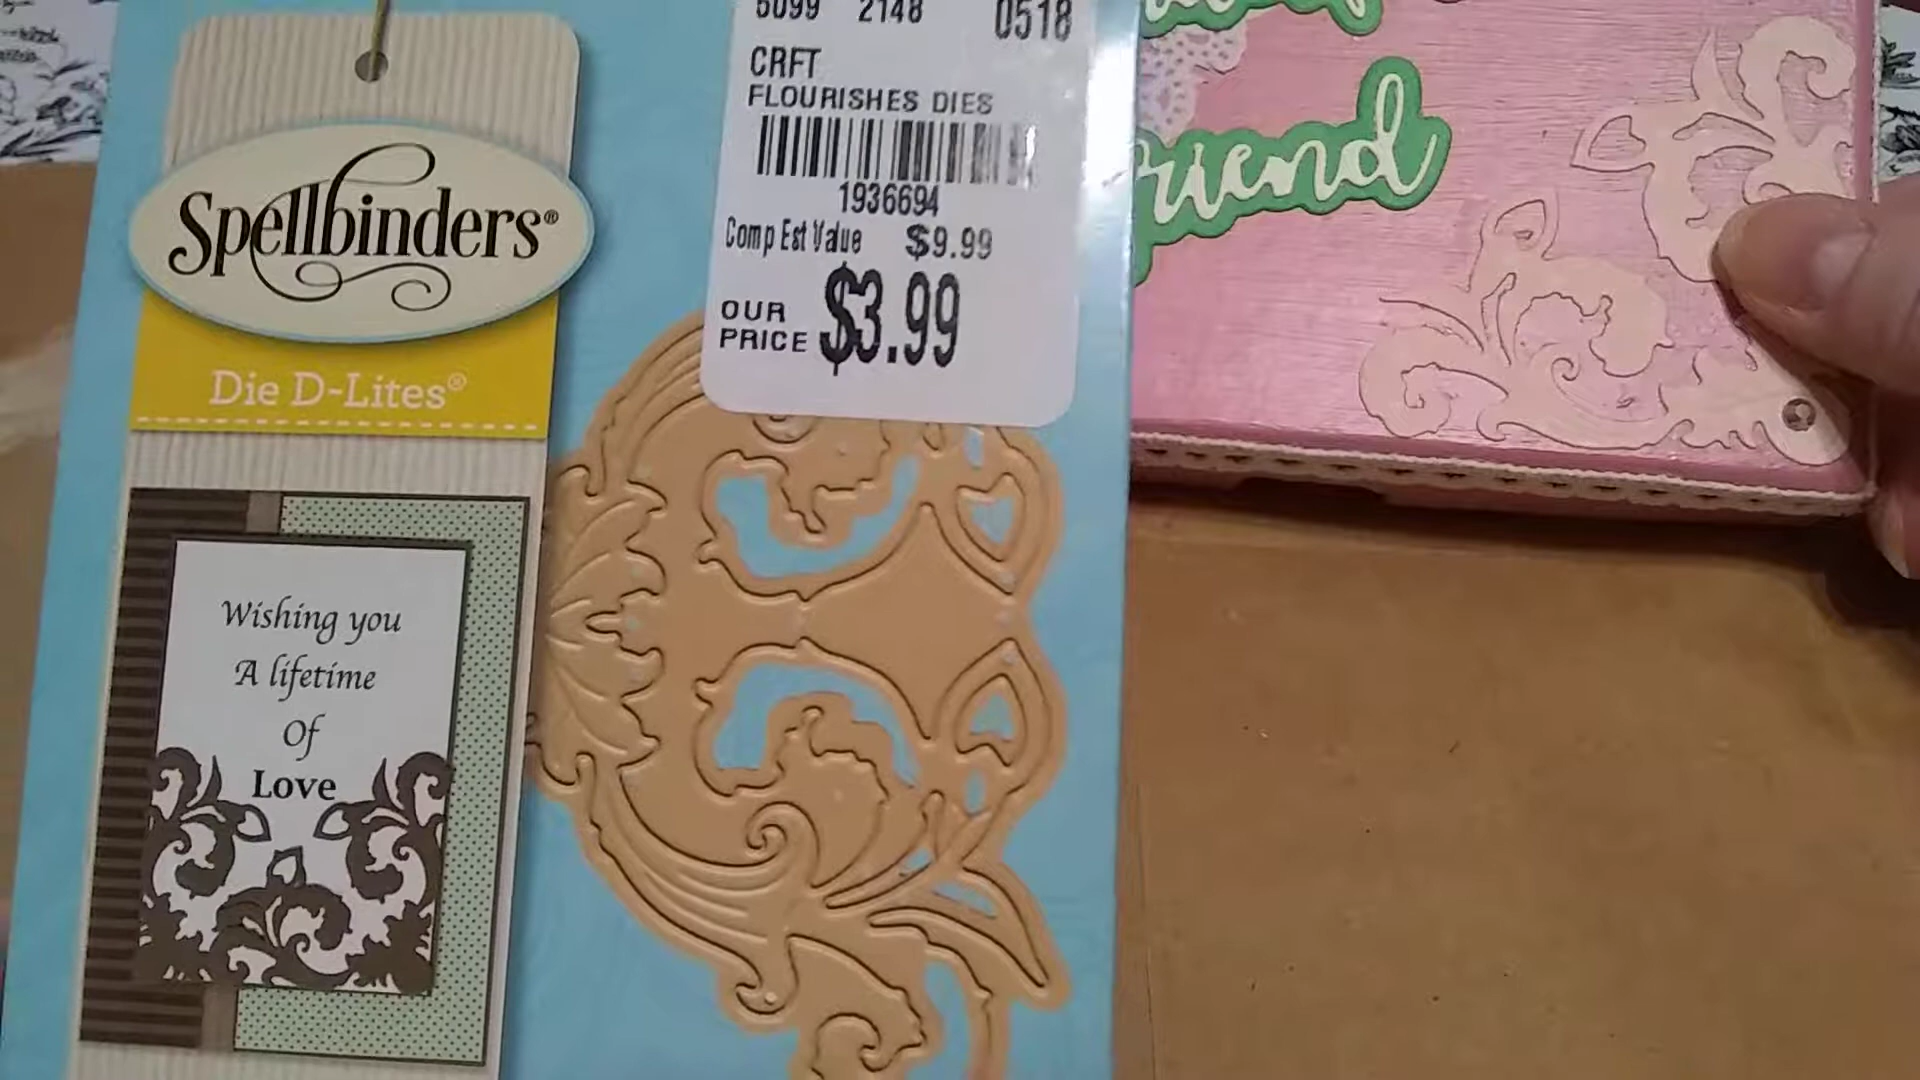 5099 2148 0518
CRFT
FLOURISHES DIES
1936694
Comp Est Value $9.99
OUR PRICE $3.99
Spellbinders®
Die D-Lites®
Wishing you
A lifetime
Of
Love
friend